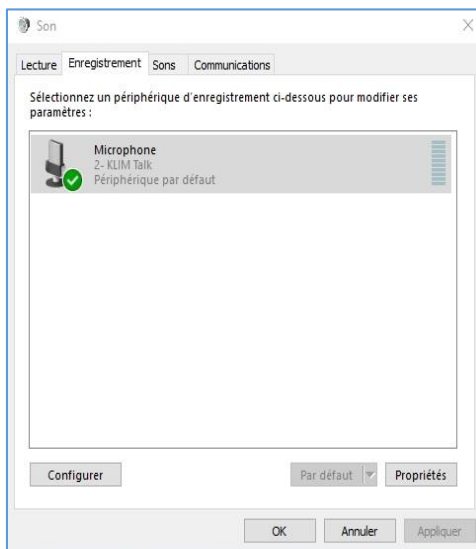 Son
Lecture Enregistrement Sons Communications
Sélectionnez un périphérique d'enregistrement ci-dessous pour modifier ses
paramètres :
Microphone
2- KLIM Talk
Périphérique par défaut
Configurer Par défaut Propriétés
OK Annuler Appliquer